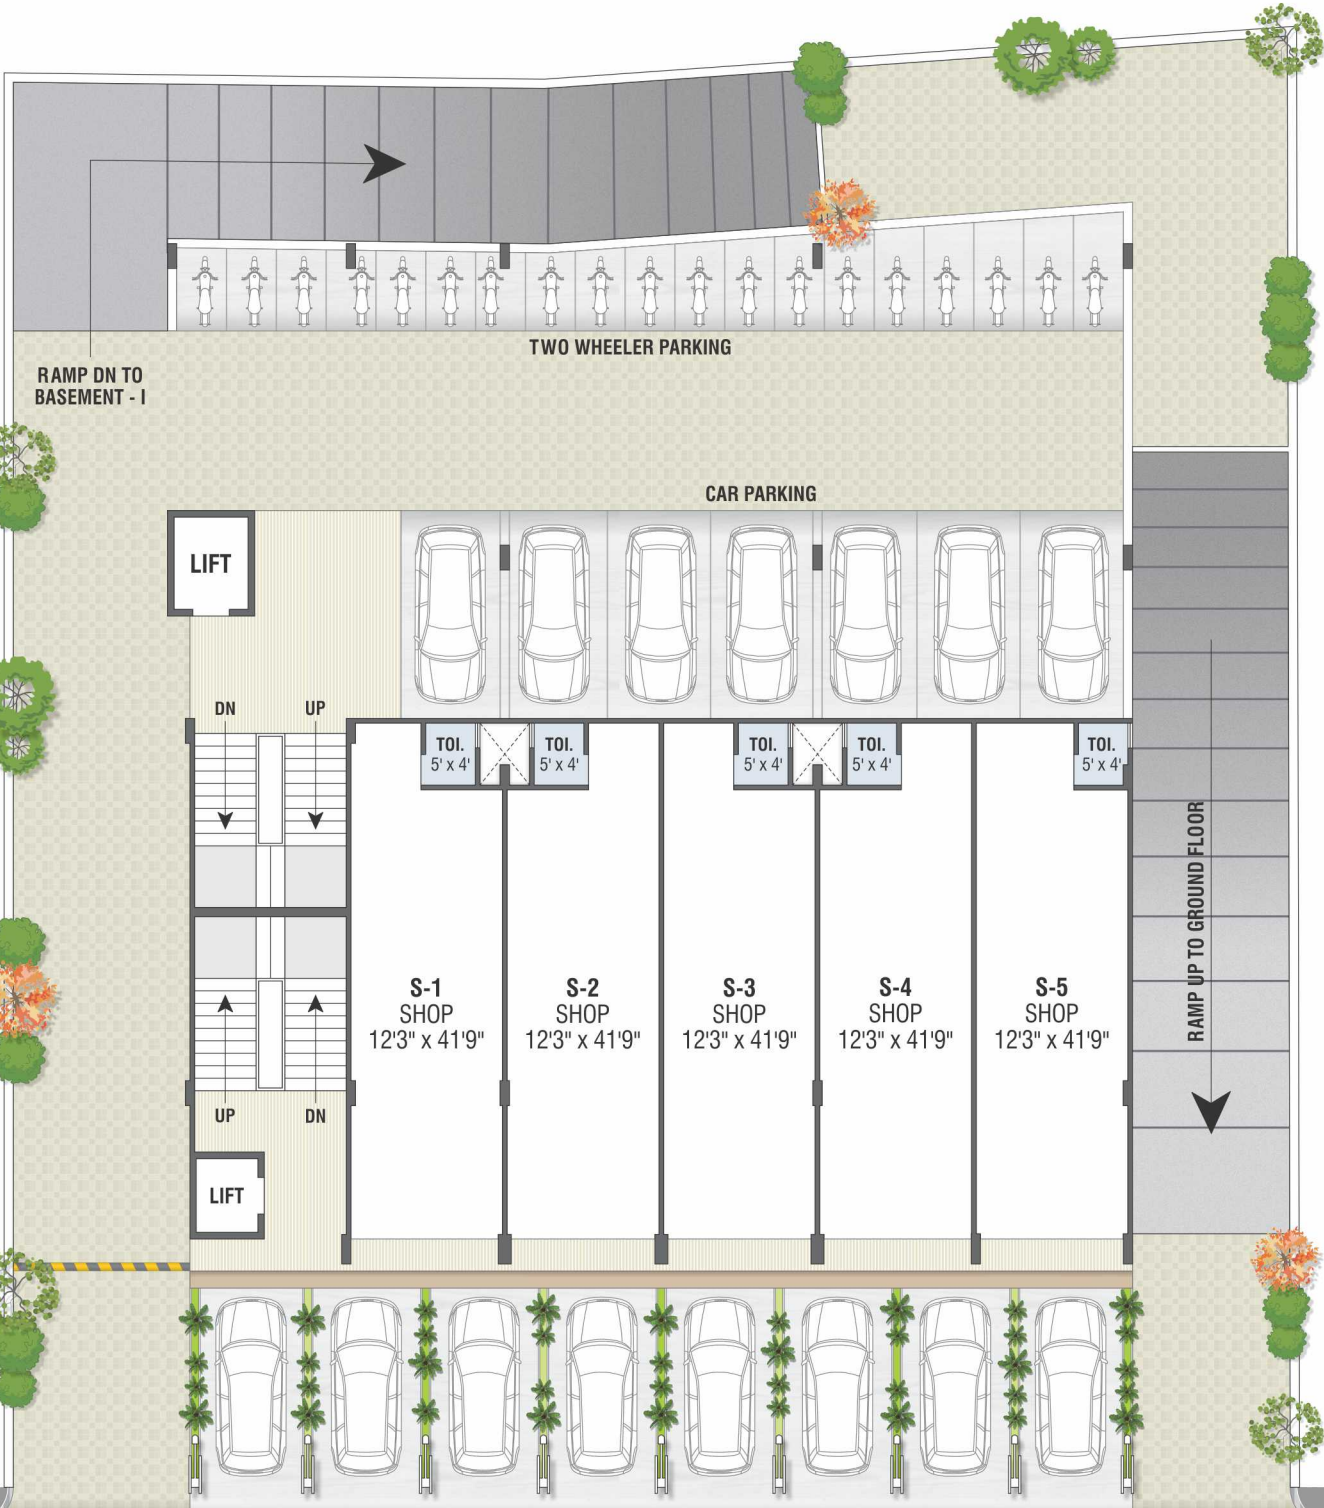 TWO WHEELER PARKING
RAMP DN TO
BASEMENT - I
CAR PARKING
LIFT
DN
UP
TOI.
5' x 4'
TOI.
5' x 4'
TOI.
5' x 4'
TOI.
5' x 4'
TOI.
5' x 4'
RAMP UP TO GROUND FLOOR
S-1
SHOP
12'3" x 41'9"
S-2
SHOP
12'3" x 41'9"
S-3
SHOP
12'3" x 41'9"
S-4
SHOP
12'3" x 41'9"
S-5
SHOP
12'3" x 41'9"
UP
DN
LIFT